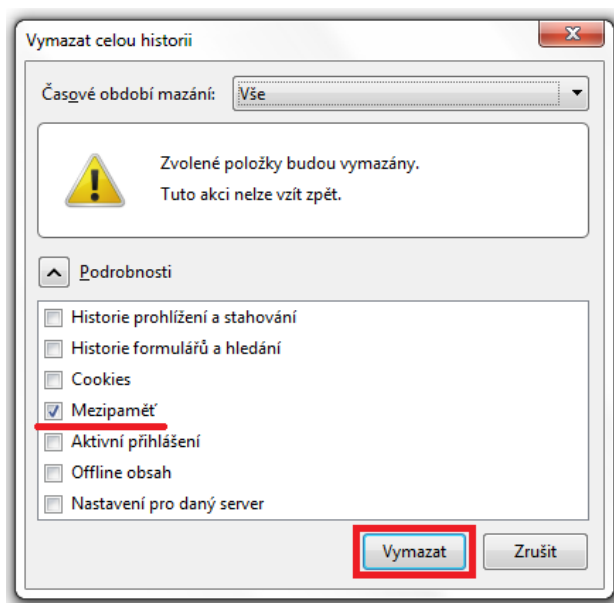 Vymazat celou historii
Časové období mazání: Vše
Zvolené položky budou vymazány.
Tuto akci nelze vzít zpět.
Podrobnosti
Historie prohlížení a stahování
Historie formulářů a hledání
Cookies
Mezipaměť
Aktivní přihlášení
Offline obsah
Nastavení pro daný server
Vymazat Zrušit